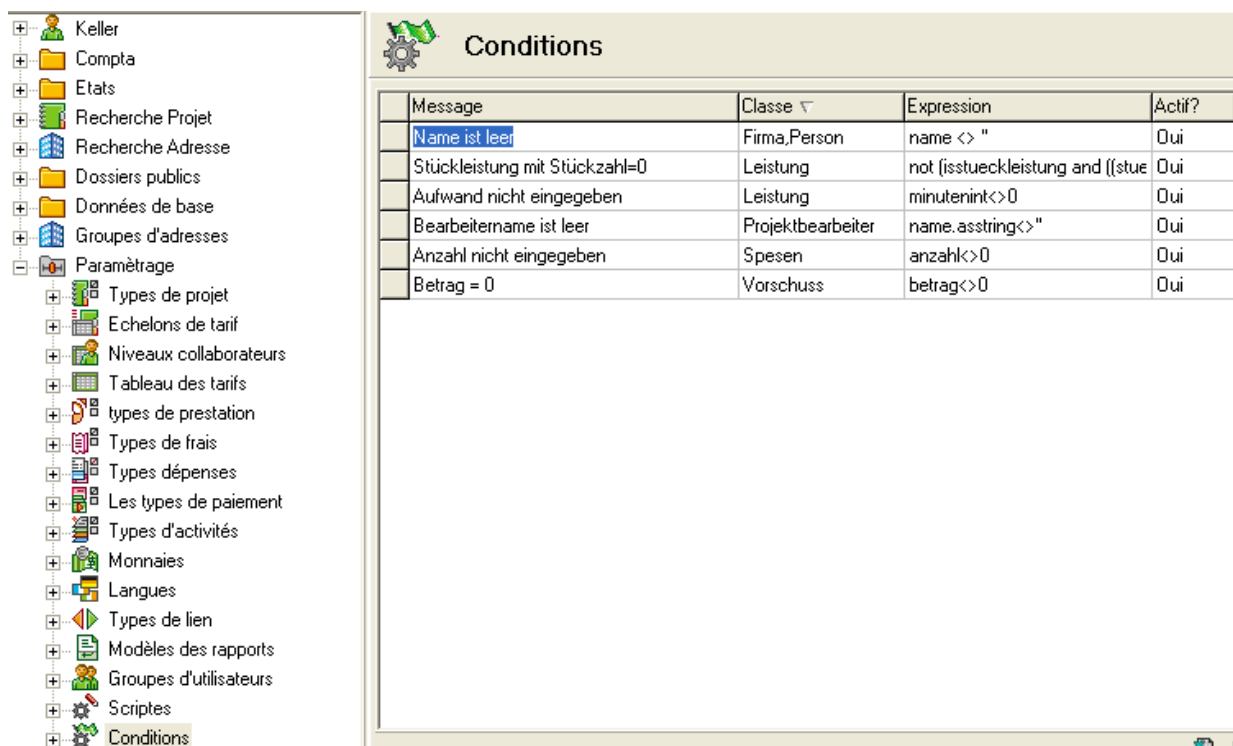 Keller
Compta
Etats
Recherche Projet
Recherche Adresse
Dossiers publics
Données de base
Groupes d'adresses
Paramètrage
Types de projet
Echelons de tarif
Niveaux collaborateurs
Tableau des tarifs
types de prestation
Types de frais
Types dépenses
Les types de paiement
Types d'activités
Monnaies
Langues
Types de lien
Modèles des rapports
Groupes d'utilisateurs
Scriptes
Conditions
Conditions
Message Classe Expression Actif?
Name ist leer Firma,Person name <> '' Oui
Stückleistung mit Stückzahl=0 Leistung not (isstueckleistung and ((stue Oui
Aufwand nicht eingegeben Leistung minutenint<>0 Oui
Bearbeitername ist leer Projektbearbeiter name.asstring<>'' Oui
Anzahl nicht eingegeben Spesen anzahl<>0 Oui
Betrag = 0 Vorschuss betrag<>0 Oui